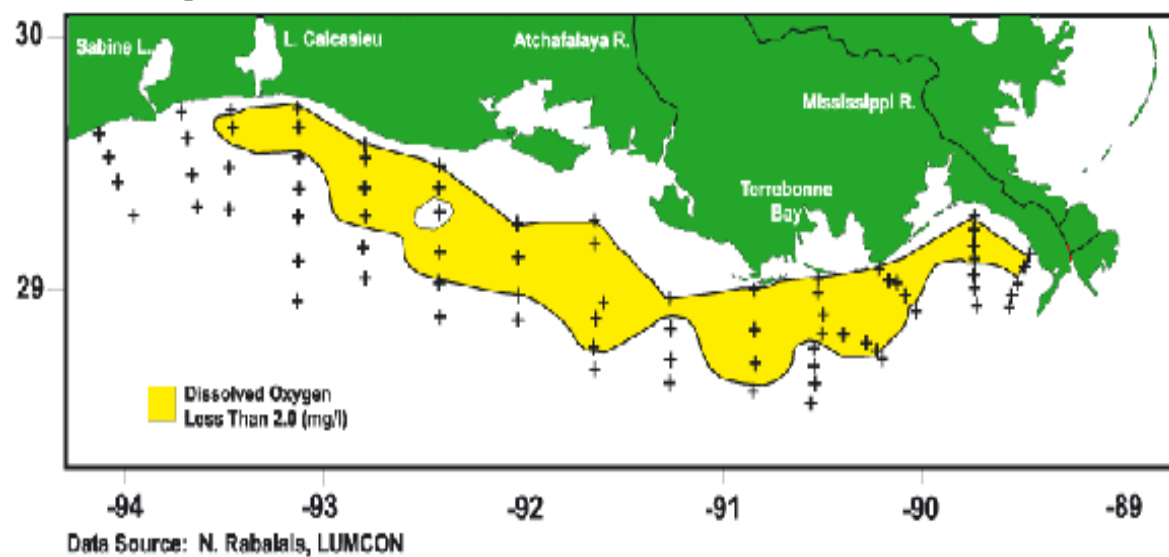 30
Sabine L.
L. Calcasieu
Atchafalaya R.
Mississippi R.
Terrebonne
Bay
29
Dissolved Oxygen
Less Than 2.0 (mg/l)
-94 -93 -92 -91 -90 -89
Data Source: N. Rabalais, LUMCON